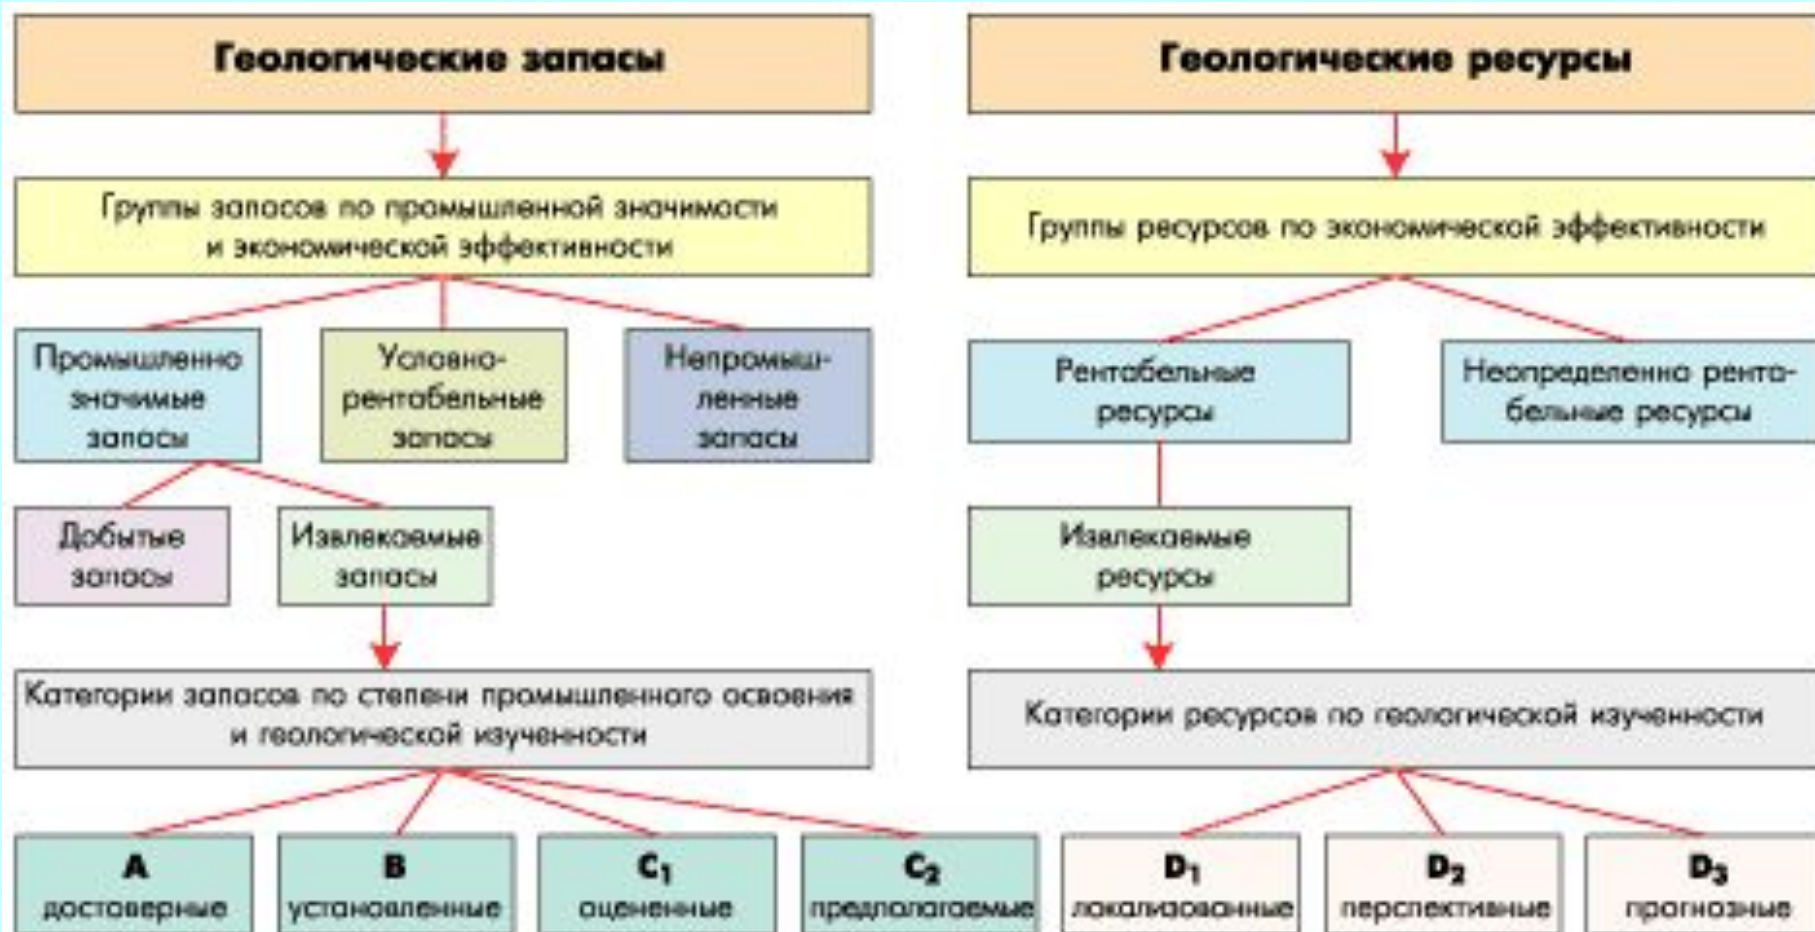 Геологические запасы
Геологические ресурсы
Группы запасов по промышленной значимости
и экономической эффективности
Группы ресурсов по экономической эффективности
Промышленно
значимые
запасы
Условно-
рентабельные
запасы
Непромыш-
ленные
запасы
Рентабельные
ресурсы
Неопределенно рента-
бельные ресурсы
Добытые
запасы
Извлекаемые
запасы
Извлекаемые
ресурсы
Категории запасов по степени промышленного освоения
и геологической изученности
Категории ресурсов по геологической изученности
A
достоверные
B
установленные
C1
оцененные
C2
предполагаемые
D1
локализованные
D2
перспективные
D3
прогнозные